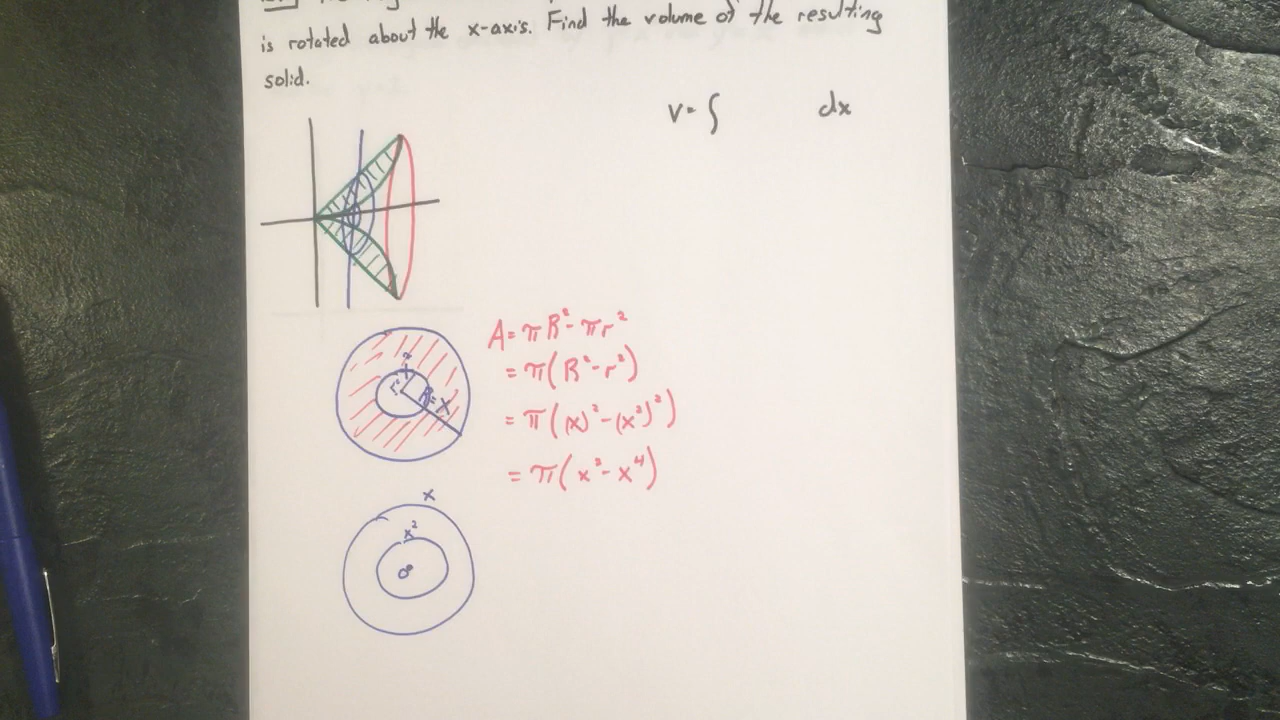 is rotated about the x-axis. Find the volume of the resulting
solid.
V = ∫ dx
A = πR² - πr²
= π(R² - r²)
= π((x)² - (x²)²)
= π(x² - x⁴)
R = x
x
x²
0